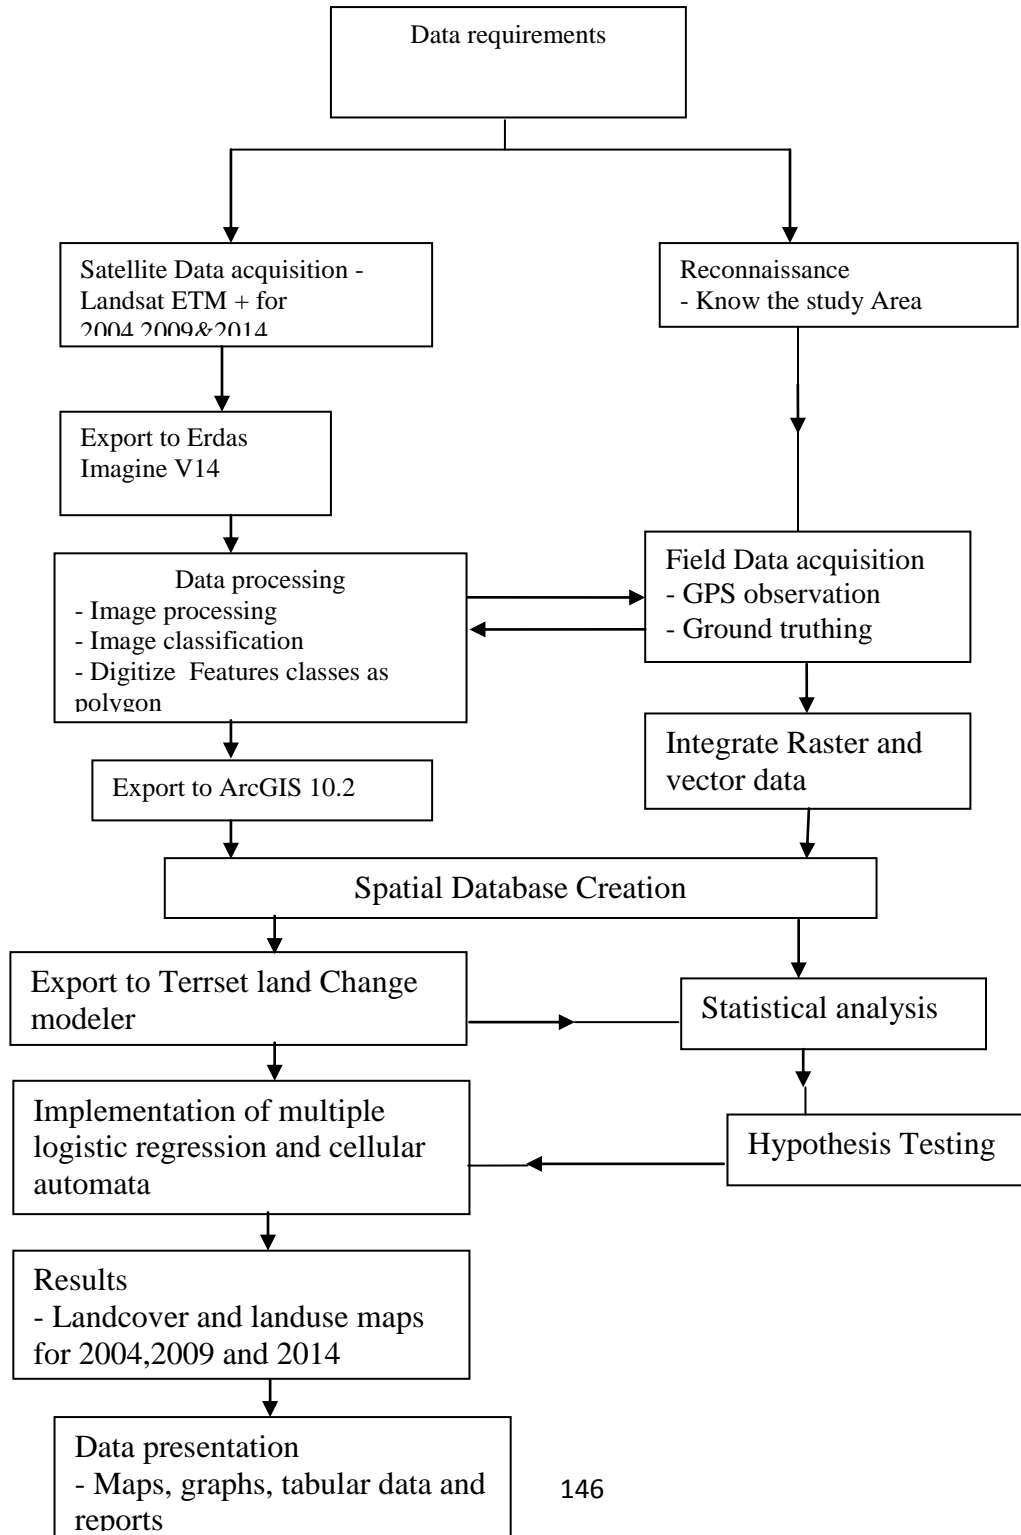 Data requirements
Satellite Data acquisition -
Landsat ETM + for
2004,2009&2014
Reconnaissance
- Know the study Area
Export to Erdas
Imagine V14
Data processing
- Image processing
- Image classification
- Digitize Features classes as
polygon
Field Data acquisition
- GPS observation
- Ground truthing
Export to ArcGIS 10.2
Integrate Raster and
vector data
Spatial Database Creation
Export to Terrset land Change
modeler
Statistical analysis
Implementation of multiple
logistic regression and cellular
automata
Hypothesis Testing
Results
- Landcover and landuse maps
for 2004,2009 and 2014
Data presentation
- Maps, graphs, tabular data and
reports
146